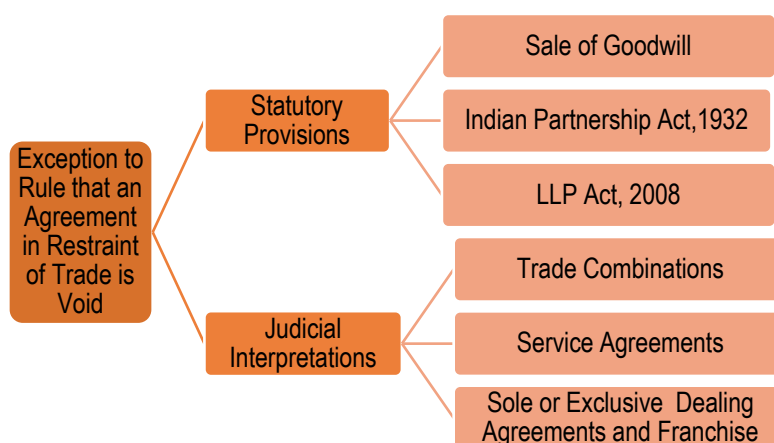 Exception to
Rule that an
Agreement
in Restraint
of Trade is
Void
Statutory
Provisions
Sale of Goodwill
Indian Partnership Act,1932
LLP Act, 2008
Judicial
Interpretations
Trade Combinations
Service Agreements
Sole or Exclusive Dealing
Agreements and Franchise